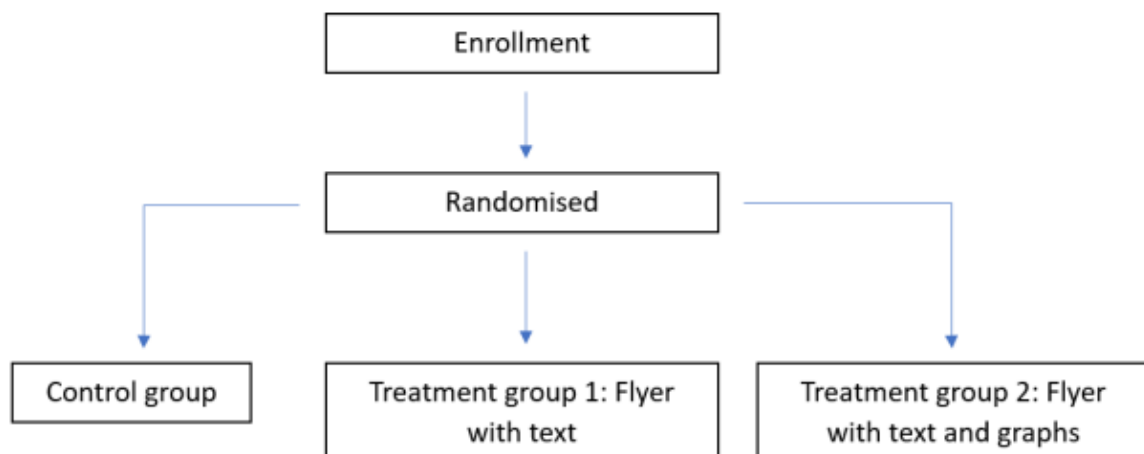 Enrollment
Randomised
Control group
Treatment group 1: Flyer
with text
Treatment group 2: Flyer
with text and graphs